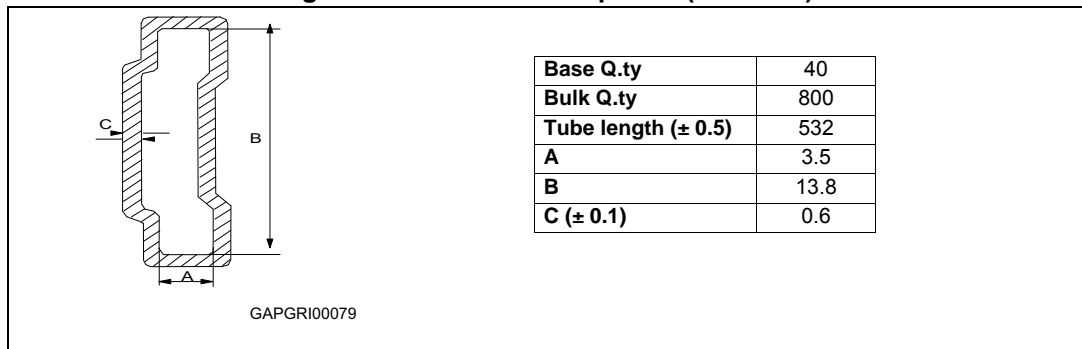 C
B
A
GAPGRI00079
Base Q.ty 40
Bulk Q.ty 800
Tube length (± 0.5) 532
A 3.5
B 13.8
C (± 0.1) 0.6